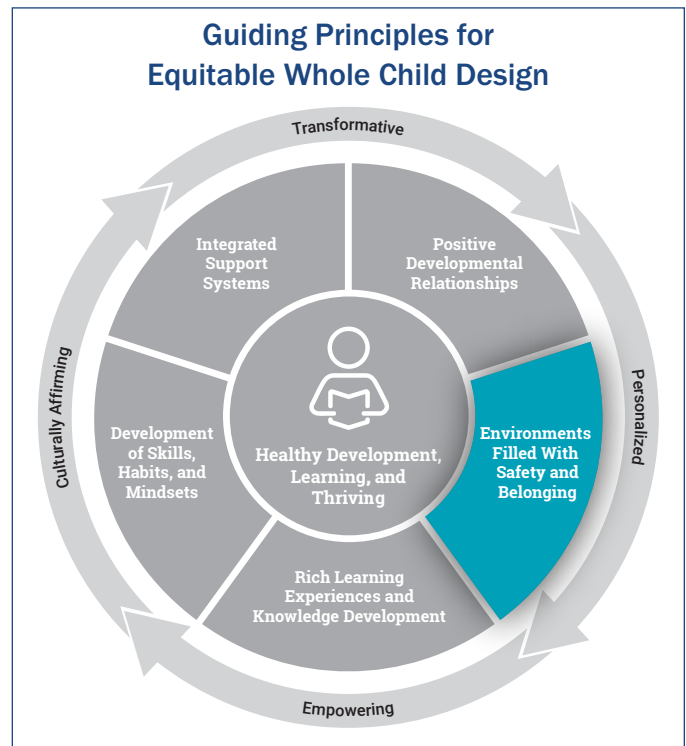 Guiding Principles for
Equitable Whole Child Design
Transformative
Integrated
Support
Systems
Positive
Developmental
Relationships
Culturally Affirming
Personalized
Development
of Skills,
Habits, and
Mindsets
Healthy Development,
Learning, and
Thriving
Environments
Filled With
Safety and
Belonging
Rich Learning
Experiences and
Knowledge Development
Empowering